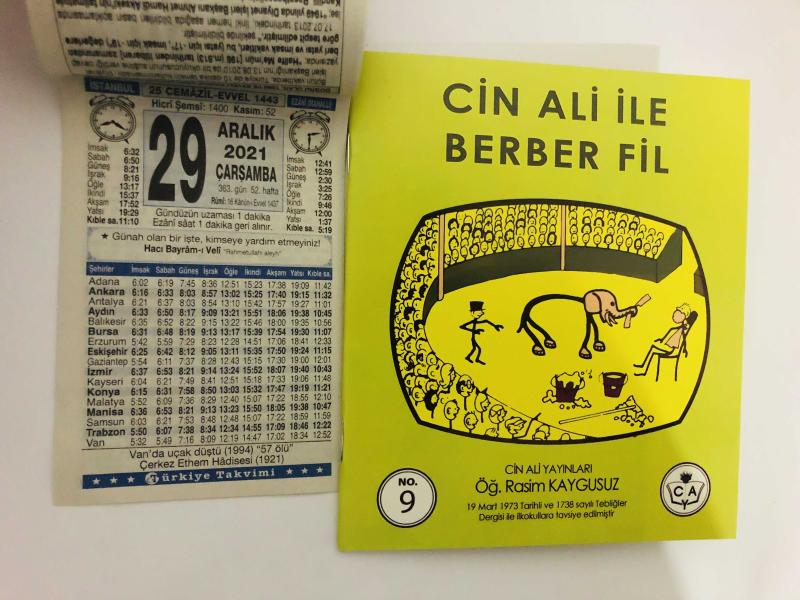 İSTANBUL
25 CEMÂZİL-EVVEL 1443
Hicrî Şemsî: 1400 Kasım: 52
EZÂNÎ (MAHALLÎ)
29
ARALIK
2021
ÇARŞAMBA
363. gün 52. hafta
Rûmî: 16 Kânûn-i Evvel 1437
İmsak 6:32
Sabah 6:50
Güneş 8:21
İşrak 9:16
Öğle 13:17
İkindi 15:37
Akşam 17:52
Yatsı 19:29
Kıble sa. 11:10
İmsak 12:41
Sabah 12:59
Güneş 2:30
İşrak 3:25
Öğle 7:26
İkindi 9:46
Akşam 12:00
Yatsı 1:37
Kıble sa. 5:19
Gündüzün uzaması 1 dakika
Ezânî sâat 1 dakika geri alınır.
★ Günah olan bir işte, kimseye yardım etmeyiniz!
Hacı Bayrâm-ı Velî "Rahmetullahi aleyh"
Şehirler İmsak Sabah Güneş İşrak Öğle İkindi Akşam Yatsı Kıble sa.
Adana 6:02 6:19 7:45 8:36 12:51 15:23 17:38 19:09 11:42
Ankara 6:16 6:33 8:03 8:57 13:02 15:25 17:40 19:15 11:32
Antalya 6:21 6:37 8:03 8:54 13:10 15:42 17:57 19:27 11:01
Aydın 6:33 6:50 8:17 9:09 13:21 15:51 18:06 19:38 10:45
Balıkesir 6:35 6:52 8:22 9:15 13:22 15:46 18:00 19:35 10:56
Bursa 6:31 6:48 8:19 9:13 13:17 15:39 17:54 19:30 11:07
Erzurum 5:42 5:59 7:29 8:23 12:28 14:51 17:06 18:41 12:33
Eskişehir 6:25 6:42 8:12 9:05 13:11 15:35 17:50 19:24 11:15
Gaziantep 5:54 6:11 7:37 8:28 12:43 15:15 17:30 19:00 12:01
İzmir 6:37 6:53 8:21 9:14 13:24 15:52 18:07 19:40 10:43
Kayseri 6:04 6:21 7:49 8:41 12:51 15:18 17:33 19:06 11:48
Konya 6:15 6:31 7:58 8:50 13:03 15:32 17:47 19:19 11:21
Malatya 5:52 6:09 7:36 8:29 12:40 15:07 17:22 18:55 12:10
Manisa 6:36 6:53 8:21 9:13 13:23 15:50 18:05 19:38 10:47
Samsun 6:03 6:21 7:53 8:48 12:48 15:07 17:22 18:59 11:59
Trabzon 5:50 6:07 7:38 8:34 12:34 14:55 17:09 18:46 12:22
Van 5:32 5:49 7:16 8:09 12:19 14:47 17:02 18:34 12:52
Van'da uçak düştü (1994) "57 ölü"
Çerkez Ethem Hâdisesi (1921)
Türkiye Takvimi
CİN ALİ İLE
BERBER FİL
CİN ALİ YAYINLARI
Öğ. Rasim KAYGUSUZ
19 Mart 1973 Tarihli ve 1738 sayılı Tebliğler
Dergisi ile ilkokullara tavsiye edilmiştir
NO.
9
C A
Y